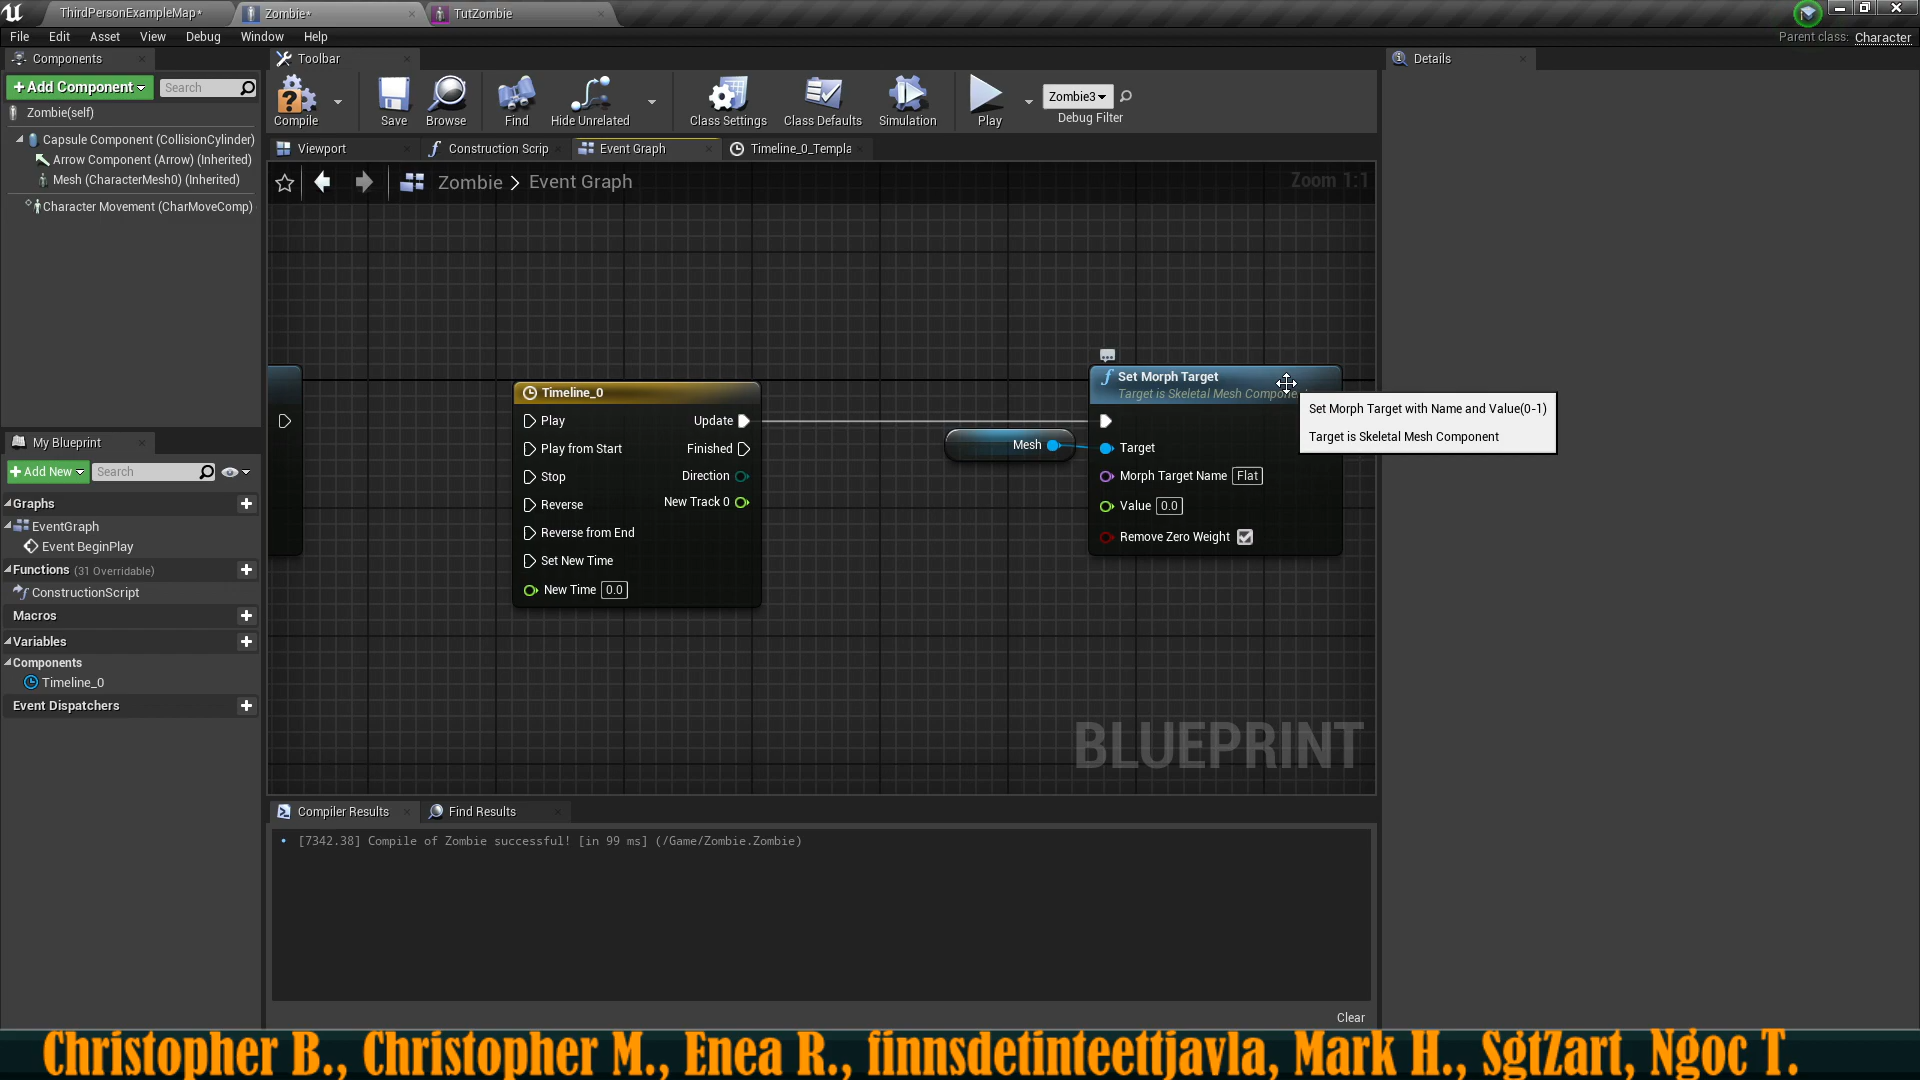 ThirdPersonExampleMap*
Zombie*
TutZombie
File Edit Asset View Debug Window Help
Parent class: Character
Components
Toolbar
Details
+Add Component
Search
Zombie(self)
Capsule Component (CollisionCylinder)
Arrow Component (Arrow) (Inherited)
Mesh (CharacterMesh0) (Inherited)
Character Movement (CharMoveComp)
Compile
Save
Browse
Find
Hide Unrelated
Class Settings
Class Defaults
Simulation
Play
Zombie3
Debug Filter
Viewport
Construction Scrip
Event Graph
Timeline_0_Templa
Zombie > Event Graph
Zoom 1:1
Timeline_0
Play
Update
Play from Start
Finished
Stop
Direction
Reverse
New Track 0
Reverse from End
Set New Time
New Time 0.0
Mesh
Set Morph Target
Target is Skeletal Mesh Compone
Target
Morph Target Name Flat
Value 0.0
Remove Zero Weight
Set Morph Target with Name and Value(0-1)
Target is Skeletal Mesh Component
BLUEPRINT
My Blueprint
+Add New
Search
Graphs
EventGraph
Event BeginPlay
Functions (31 Overridable)
ConstructionScript
Macros
Variables
Components
Timeline_0
Event Dispatchers
Compiler Results
Find Results
[7342.38] Compile of Zombie successful! [in 99 ms] (/Game/Zombie.Zombie)
Clear
Christopher B., Christopher M., Enea R., finnsdetinteettjavla, Mark H., SgtZart, Ngoc T.